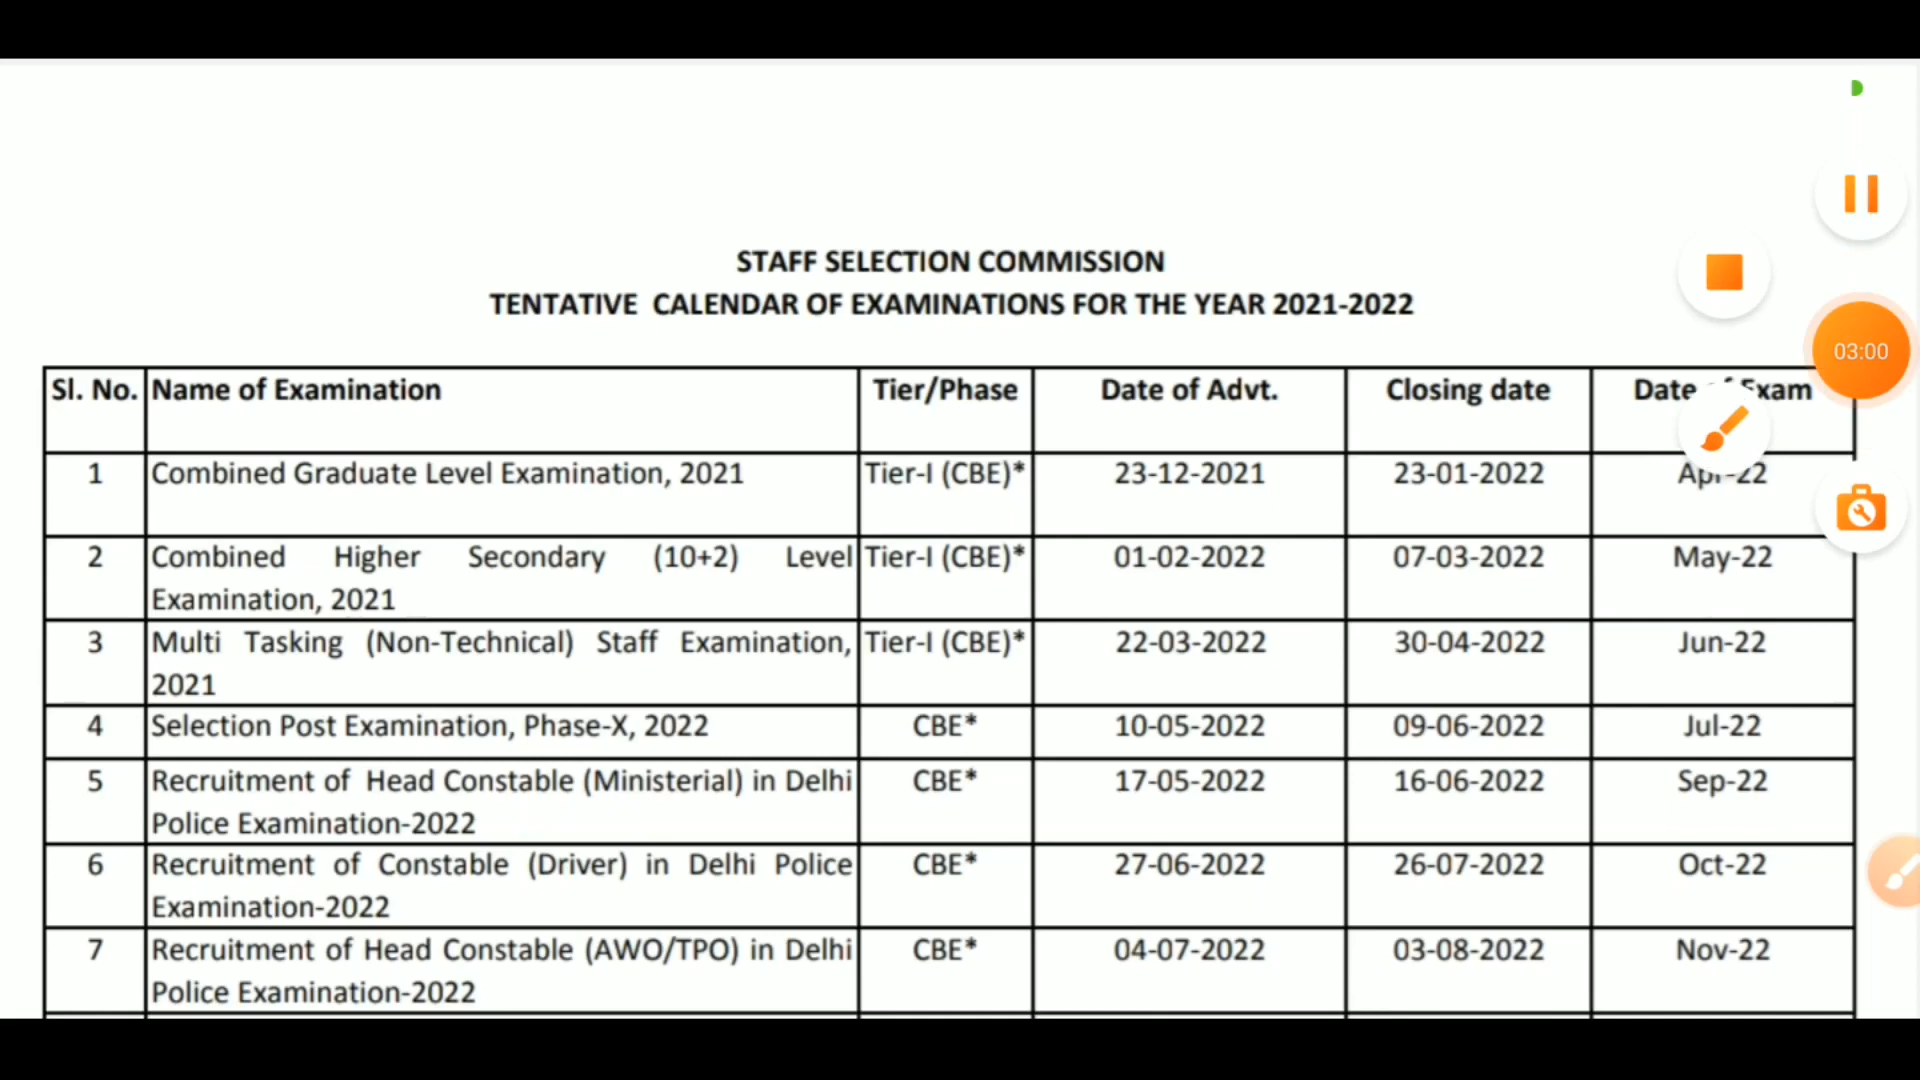 STAFF SELECTION COMMISSION
TENTATIVE CALENDAR OF EXAMINATIONS FOR THE YEAR 2021-2022
Sl. No. Name of Examination Tier/Phase Date of Advt. Closing date Date of Exam
03:00
1 Combined Graduate Level Examination, 2021 Tier-I (CBE)* 23-12-2021 23-01-2022 Apr-22
2 Combined Higher Secondary (10+2) Level Tier-I (CBE)* 01-02-2022 07-03-2022 May-22
Examination, 2021
3 Multi Tasking (Non-Technical) Staff Examination, Tier-I (CBE)* 22-03-2022 30-04-2022 Jun-22
2021
4 Selection Post Examination, Phase-X, 2022 CBE* 10-05-2022 09-06-2022 Jul-22
5 Recruitment of Head Constable (Ministerial) in Delhi CBE* 17-05-2022 16-06-2022 Sep-22
Police Examination-2022
6 Recruitment of Constable (Driver) in Delhi Police CBE* 27-06-2022 26-07-2022 Oct-22
Examination-2022
7 Recruitment of Head Constable (AWO/TPO) in Delhi CBE* 04-07-2022 03-08-2022 Nov-22
Police Examination-2022